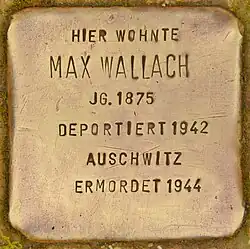 HIER WOHNTE
MAX WALLACH
JG. 1875
DEPORTIERT 1942
AUSCHWITZ
ERMORDET 1944